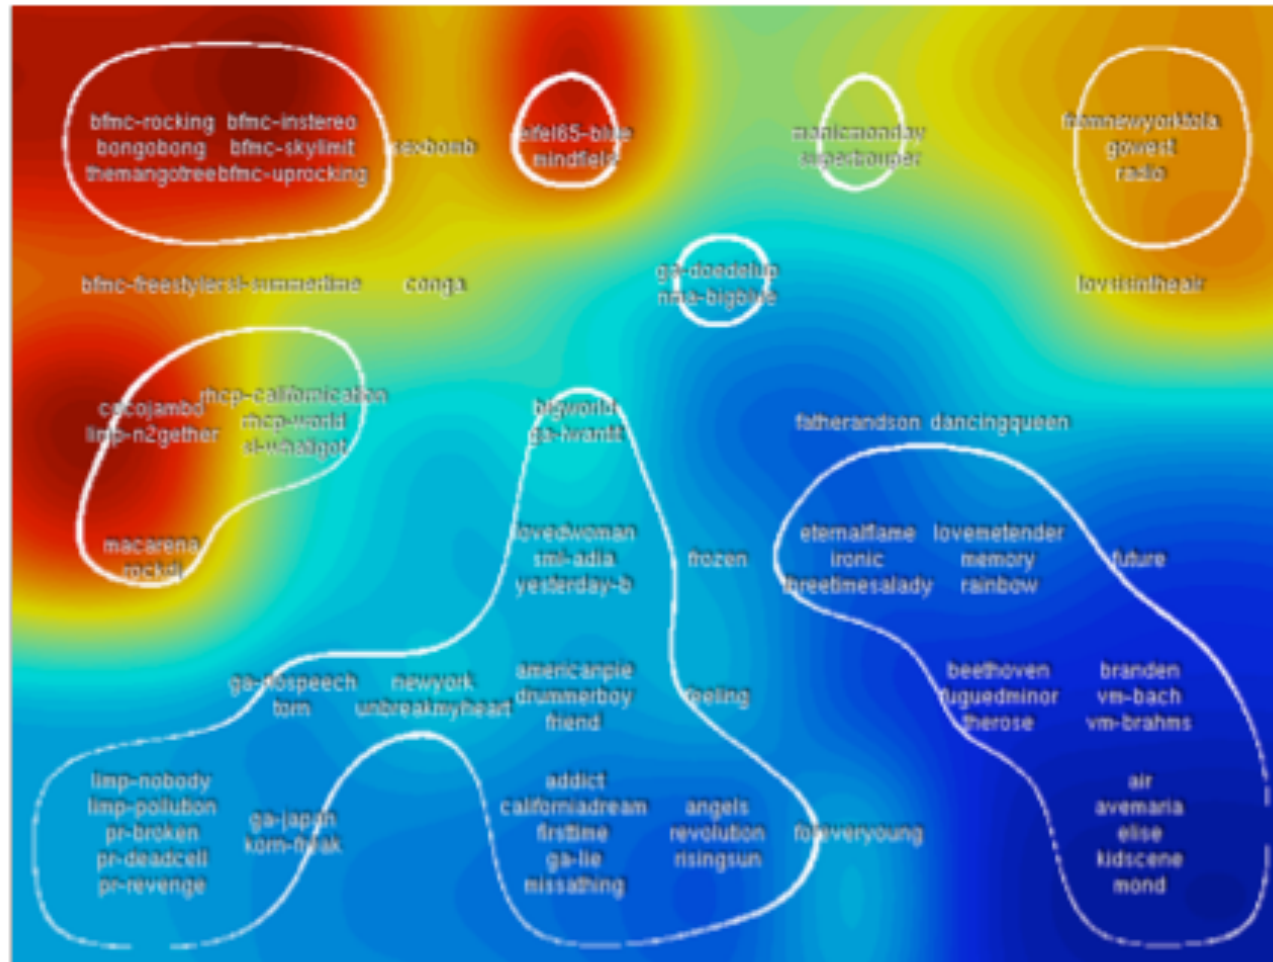 bfmc-rocking bfmc-instereo
bongobong bfmc-skylimit
themangotree bfmc-uprocking
sexbomb
eifel65-blue
mindfiels
manicmonday
superbouper
fromnewyorktola
gowest
radio
bfmc-freestyler sl-summertime
conga
ga-doedelup
nma-bigblue
lovsisintheair
cocojambo
limp-n2gether
rhcp-californication
rhcp-world
sl-whatigot
bigworld
ga-iwantit
fatherandson dancingqueen
macarena
rockdj
lovedwoman
sml-adia
yesterday-b
frozen
eternalflame
ironic
threetimesalady
lovemetender
memory
rainbow
future
ga-nospeech
torn
newyork
unbreakmyheart
americanpie
drummerboy
friend
feeling
beethoven
fuguedminor
therose
branden
vm-bach
vm-brahms
limp-nobody
limp-pollution
pr-broken
pr-deadcell
pr-revenge
ga-japan
korn-freak
addict
californiadream
firsttime
ga-lie
missathing
angels
revolution
risingsun
foreveryoung
air
avemaria
elise
kidscene
mond